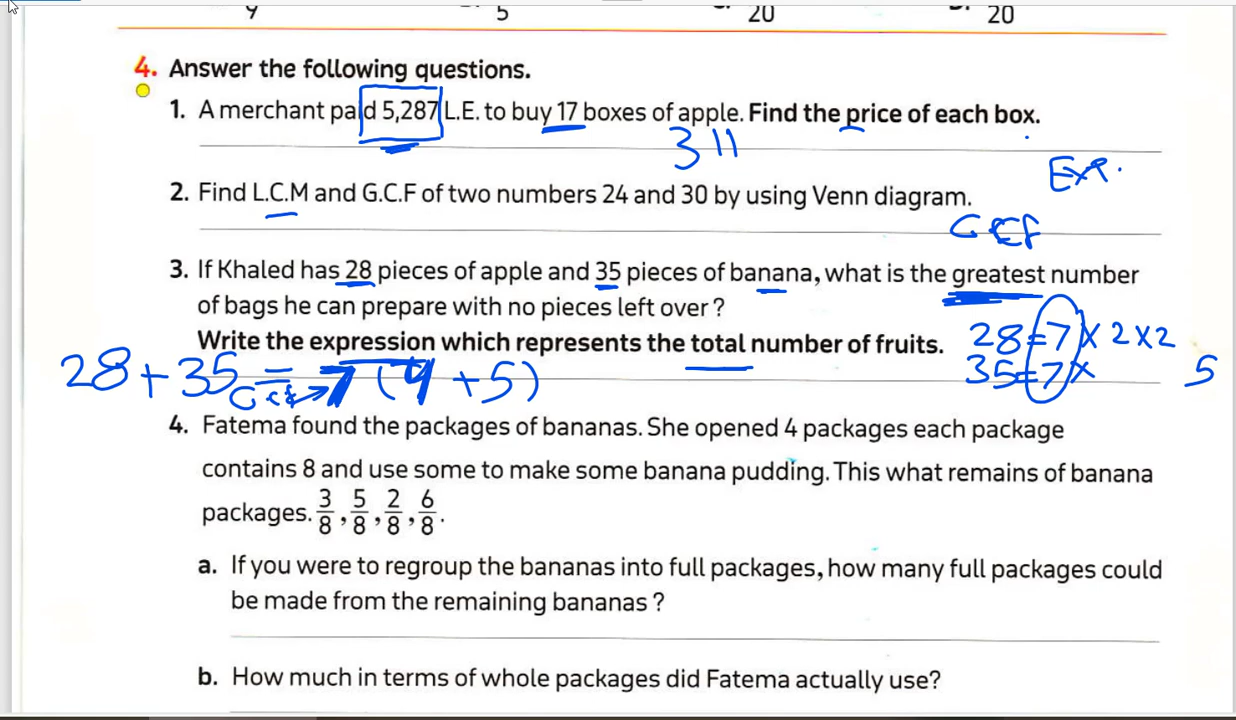 9 5 20 20
4. Answer the following questions.
1. A merchant paid 5,287 L.E. to buy 17 boxes of apple. Find the price of each box.
311
Exp.
2. Find L.C.M and G.C.F of two numbers 24 and 30 by using Venn diagram.
GCF
3. If Khaled has 28 pieces of apple and 35 pieces of banana, what is the greatest number
of bags he can prepare with no pieces left over ?
Write the expression which represents the total number of fruits.
28 = 7 × 2 × 2
35 = 7 × 5
28 + 35 = 7 (4 + 5)
GCF
4. Fatema found the packages of bananas. She opened 4 packages each package
contains 8 and use some to make some banana pudding. This what remains of banana
packages. 3/8 , 5/8 , 2/8 , 6/8 .
a. If you were to regroup the bananas into full packages, how many full packages could
be made from the remaining bananas ?
b. How much in terms of whole packages did Fatema actually use?